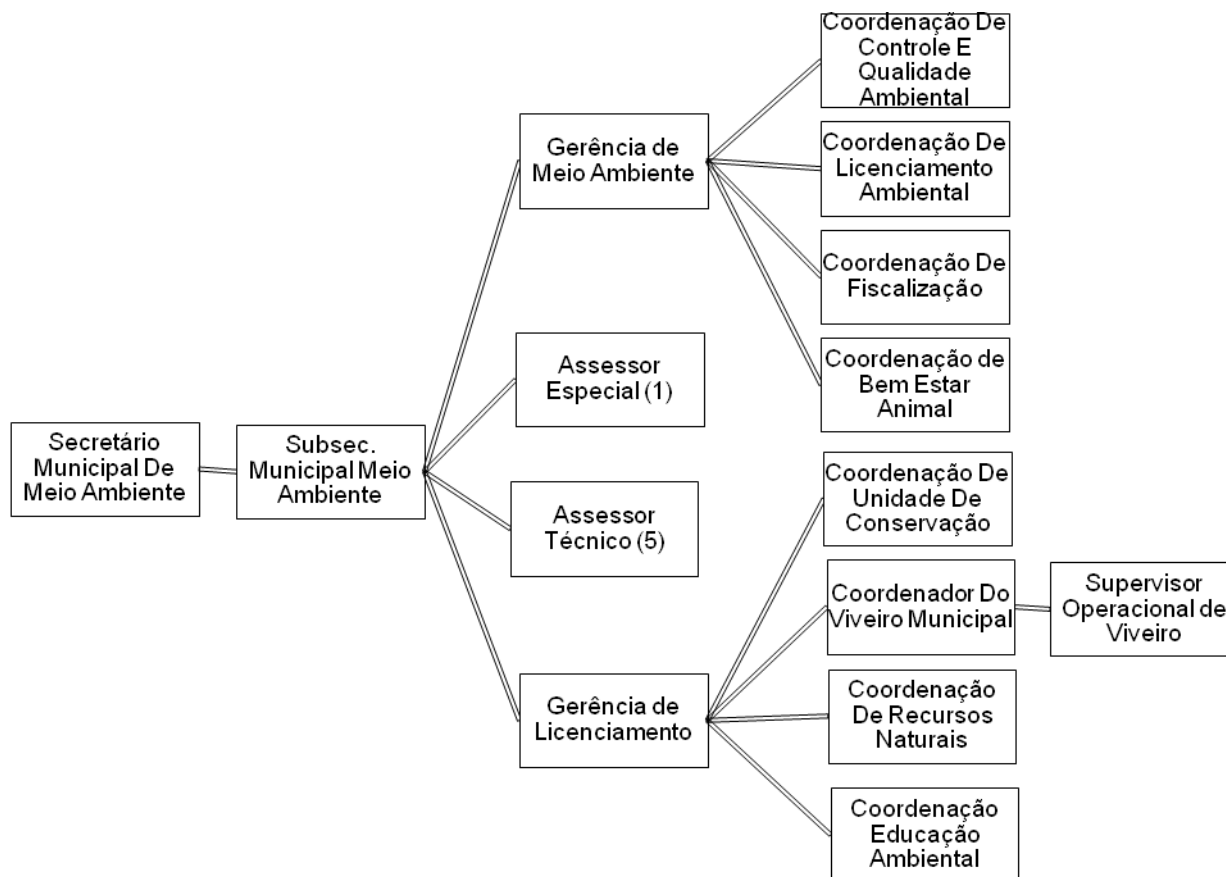 Secretário
Municipal De
Meio Ambiente
Subsec.
Municipal Meio
Ambiente
Gerência de
Meio Ambiente
Assessor
Especial (1)
Assessor
Técnico (5)
Gerência de
Licenciamento
Coordenação De
Controle E
Qualidade
Ambiental
Coordenação De
Licenciamento
Ambiental
Coordenação De
Fiscalização
Coordenação de
Bem Estar
Animal
Coordenação De
Unidade De
Conservação
Coordenador Do
Viveiro Municipal
Coordenação
De Recursos
Naturais
Coordenação
Educação
Ambiental
Supervisor
Operacional de
Viveiro